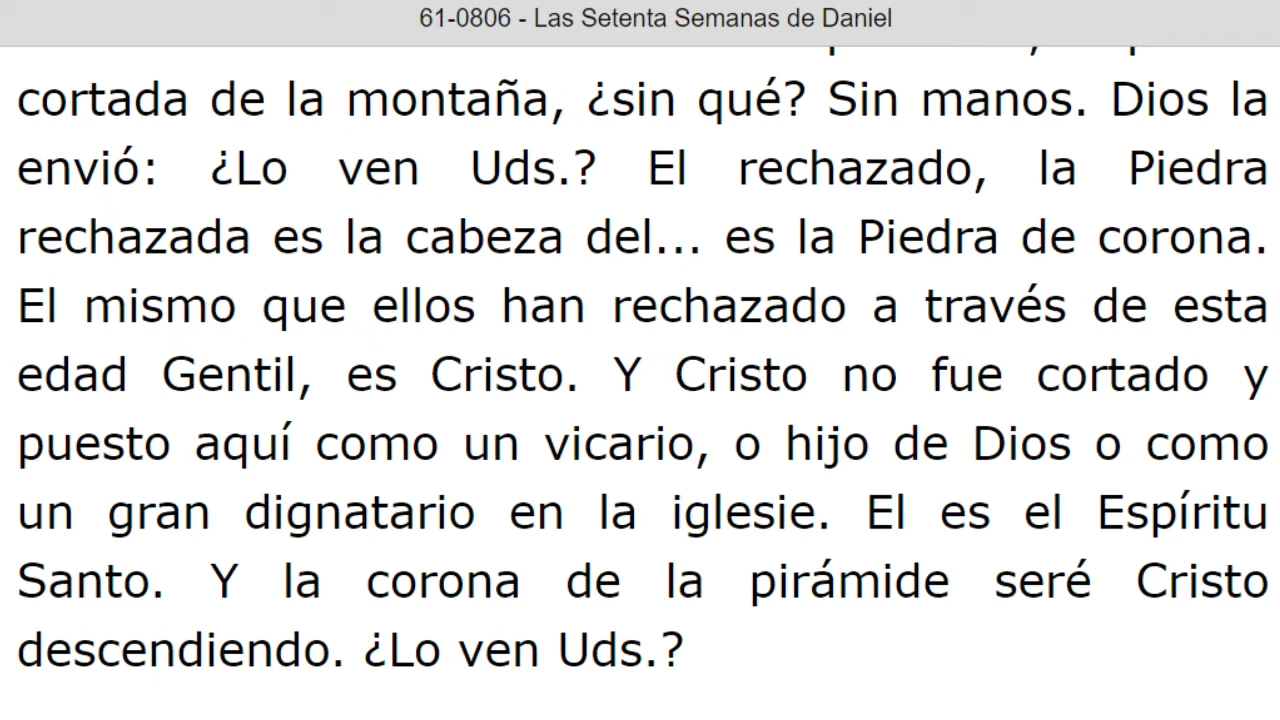 61-0806 - Las Setenta Semanas de Daniel
cortada de la montaña, ¿sin qué? Sin manos. Dios la
envió: ¿Lo ven Uds.? El rechazado, la Piedra
rechazada es la cabeza del... es la Piedra de corona.
El mismo que ellos han rechazado a través de esta
edad Gentil, es Cristo. Y Cristo no fue cortado y
puesto aquí como un vicario, o hijo de Dios o como
un gran dignatario en la iglesie. El es el Espíritu
Santo. Y la corona de la pirámide seré Cristo
descendiendo. ¿Lo ven Uds.?